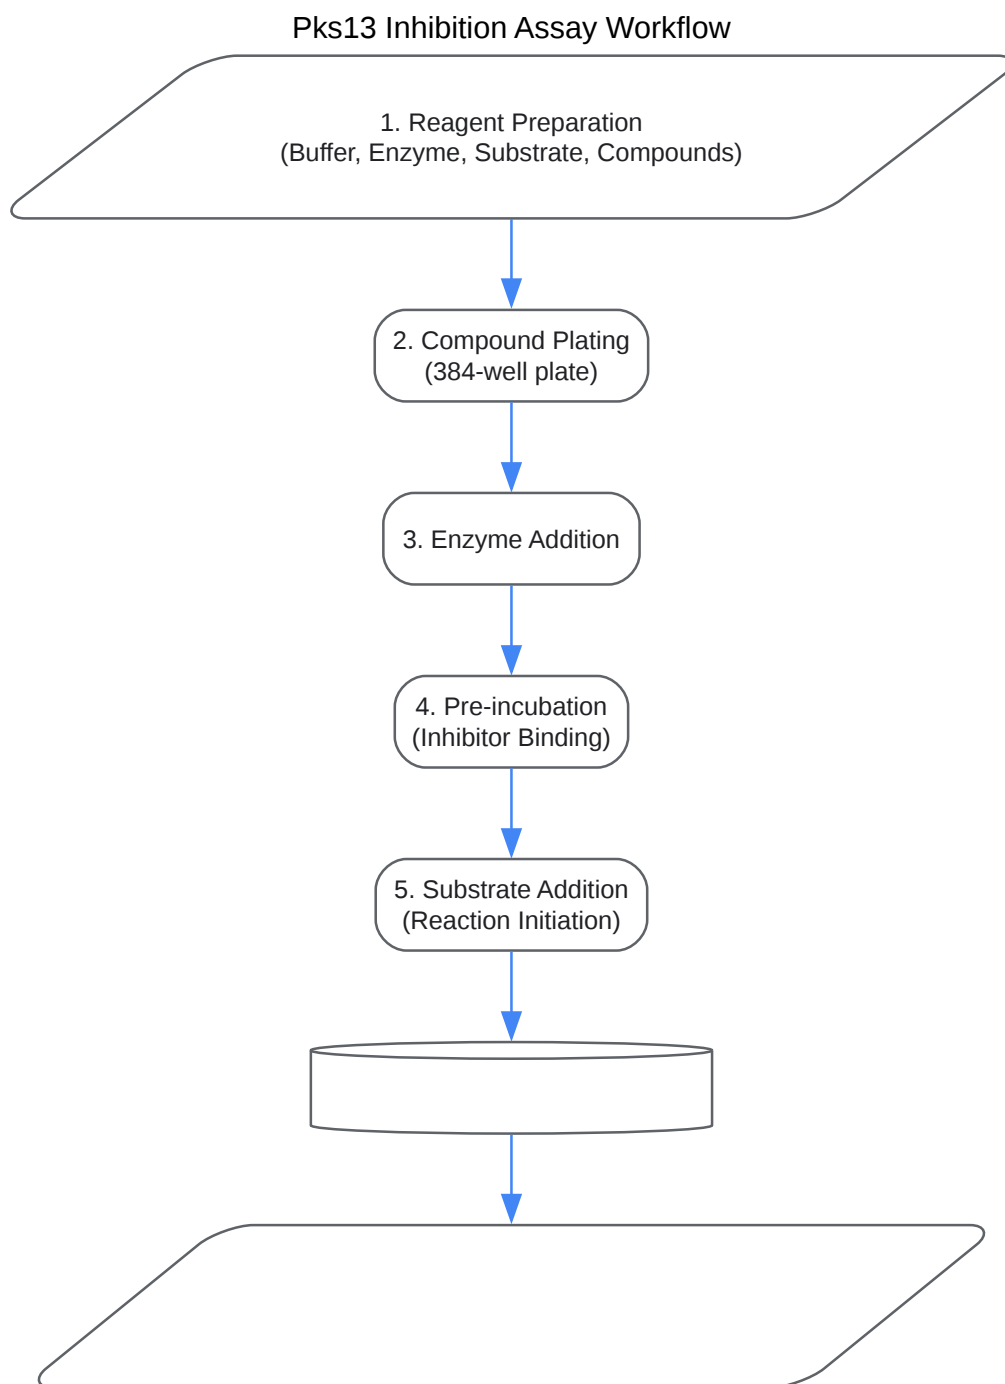 Pks13 Inhibition Assay Workflow
1. Reagent Preparation
(Buffer, Enzyme, Substrate, Compounds)
2. Compound Plating
(384-well plate)
3. Enzyme Addition
4. Pre-incubation
(Inhibitor Binding)
5. Substrate Addition
(Reaction Initiation)